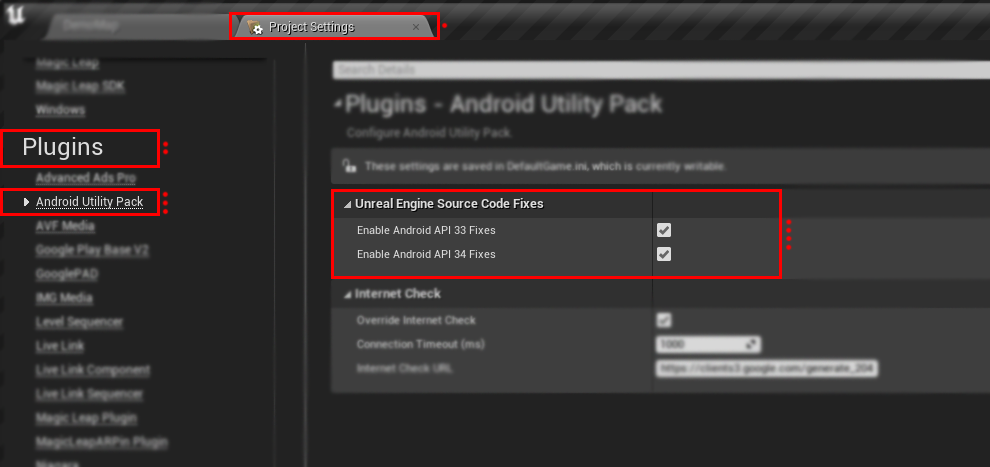 DemoMap
Project Settings
Magic Leap
Magic Leap SDK
Windows
Plugins
Advanced Ads Pro
Android Utility Pack
AVF Media
Google Play Base V2
GooglePAD
IMG Media
Level Sequencer
Live Link
Live Link Component
Live Link Sequencer
Magic Leap Plugin
MagicLeapARPin Plugin
Niagara
Search Details
Plugins - Android Utility Pack
Configure Android Utility Pack
These settings are saved in DefaultGame.ini, which is currently writable.
Unreal Engine Source Code Fixes
Enable Android API 33 Fixes
Enable Android API 34 Fixes
Internet Check
Override Internet Check
Connection Timeout (ms) 1000
Internet Check URL https://clients3.google.com/generate_204